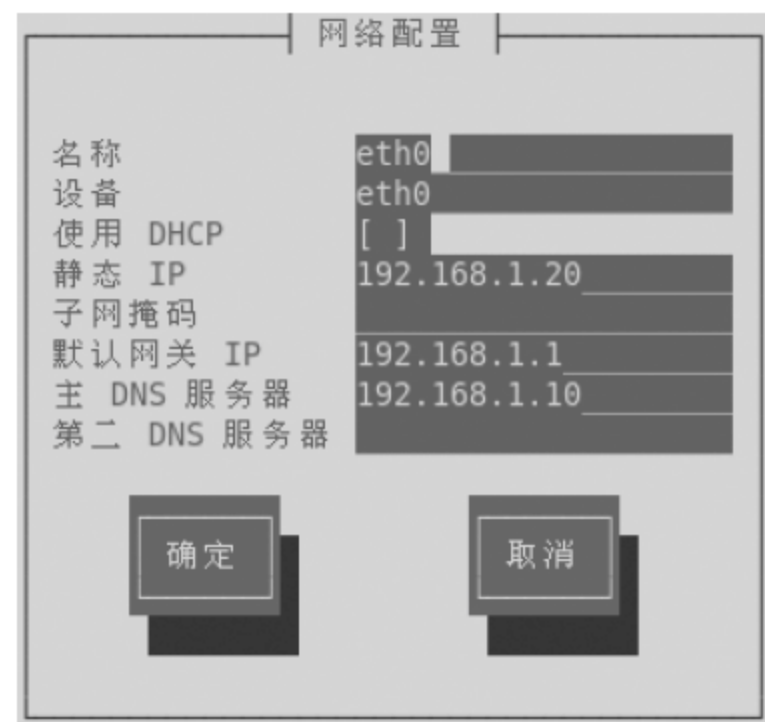 网络配置
名称 eth0
设备 eth0
使用 DHCP [ ]
静态 IP 192.168.1.20
子网掩码
默认网关 IP 192.168.1.1
主 DNS 服务器 192.168.1.10
第二 DNS 服务器
确定 取消